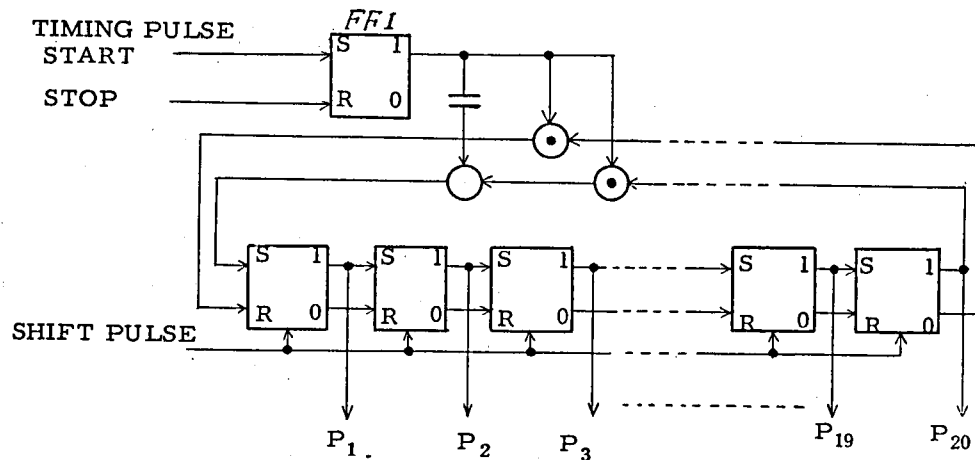 FF1
TIMING PULSE
START
STOP
S 1
R 0
S 1
R 0
S 1
R 0
S 1
R 0
S 1
R 0
S 1
R 0
SHIFT PULSE
P1 P2 P3 P19 P20